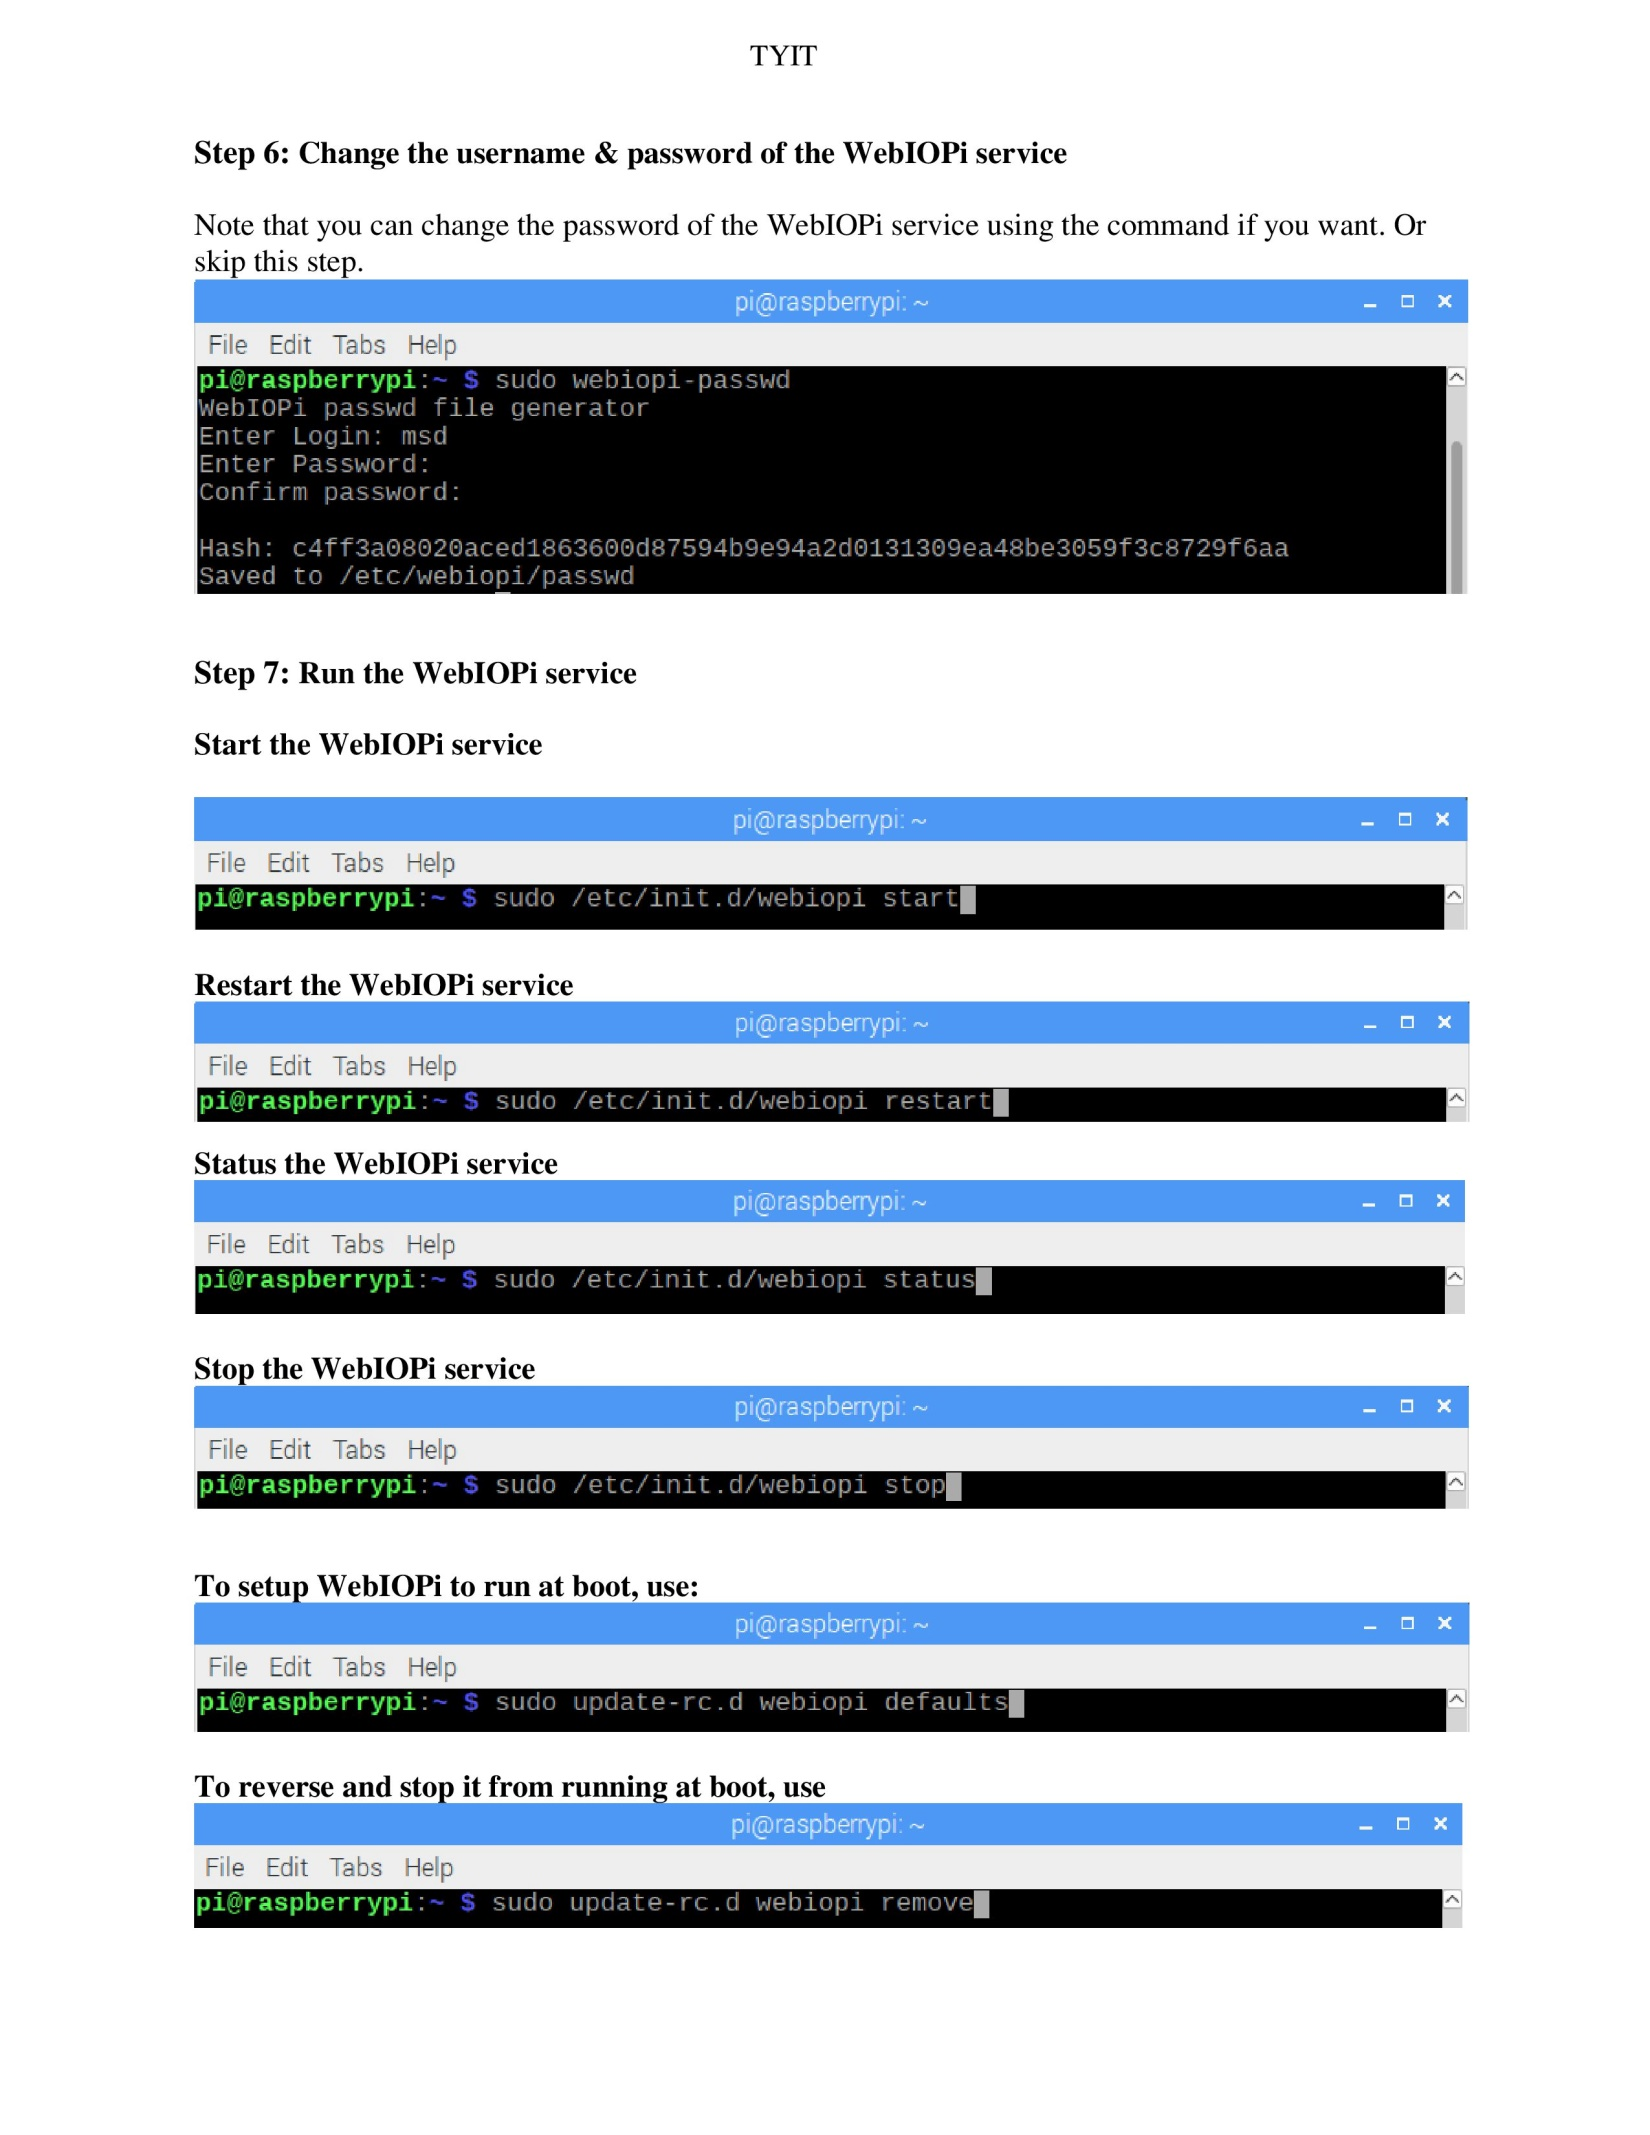 TYIT
Step 6: Change the username & password of the WebIOPi service
Note that you can change the password of the WebIOPi service using the command if you want. Or
skip this step.
pi@raspberrypi: ~
File Edit Tabs Help
pi@raspberrypi:~ $ sudo webiopi-passwd
WebIOPi passwd file generator
Enter Login: msd
Enter Password:
Confirm password:
Hash: c4ff3a08020aced1863600d87594b9e94a2d0131309ea48be3059f3c8729f6aa
Saved to /etc/webiopi/passwd
Step 7: Run the WebIOPi service
Start the WebIOPi service
pi@raspberrypi: ~
File Edit Tabs Help
pi@raspberrypi:~ $ sudo /etc/init.d/webiopi start
Restart the WebIOPi service
pi@raspberrypi: ~
File Edit Tabs Help
pi@raspberrypi:~ $ sudo /etc/init.d/webiopi restart
Status the WebIOPi service
pi@raspberrypi: ~
File Edit Tabs Help
pi@raspberrypi:~ $ sudo /etc/init.d/webiopi status
Stop the WebIOPi service
pi@raspberrypi: ~
File Edit Tabs Help
pi@raspberrypi:~ $ sudo /etc/init.d/webiopi stop
To setup WebIOPi to run at boot, use:
pi@raspberrypi: ~
File Edit Tabs Help
pi@raspberrypi:~ $ sudo update-rc.d webiopi defaults
To reverse and stop it from running at boot, use
pi@raspberrypi: ~
File Edit Tabs Help
pi@raspberrypi:~ $ sudo update-rc.d webiopi remove